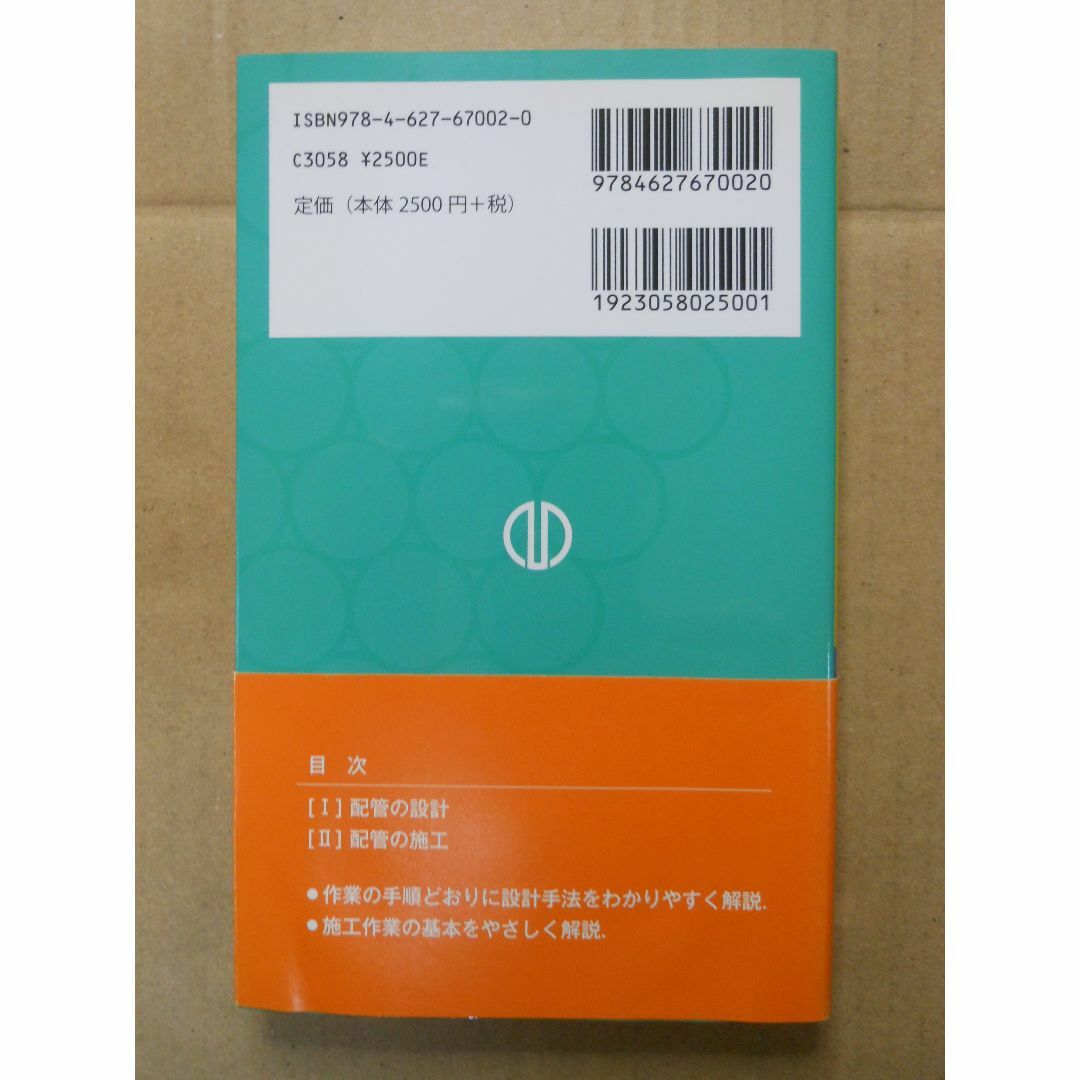 ISBN978-4-627-67002-0
C3058 ¥2500E
定価（本体 2500 円＋税）
9784627670020
1923058025001
目 次
[Ⅰ] 配管の設計
[Ⅱ] 配管の施工
●作業の手順どおりに設計手法をわかりやすく解説.
●施工作業の基本をやさしく解説.